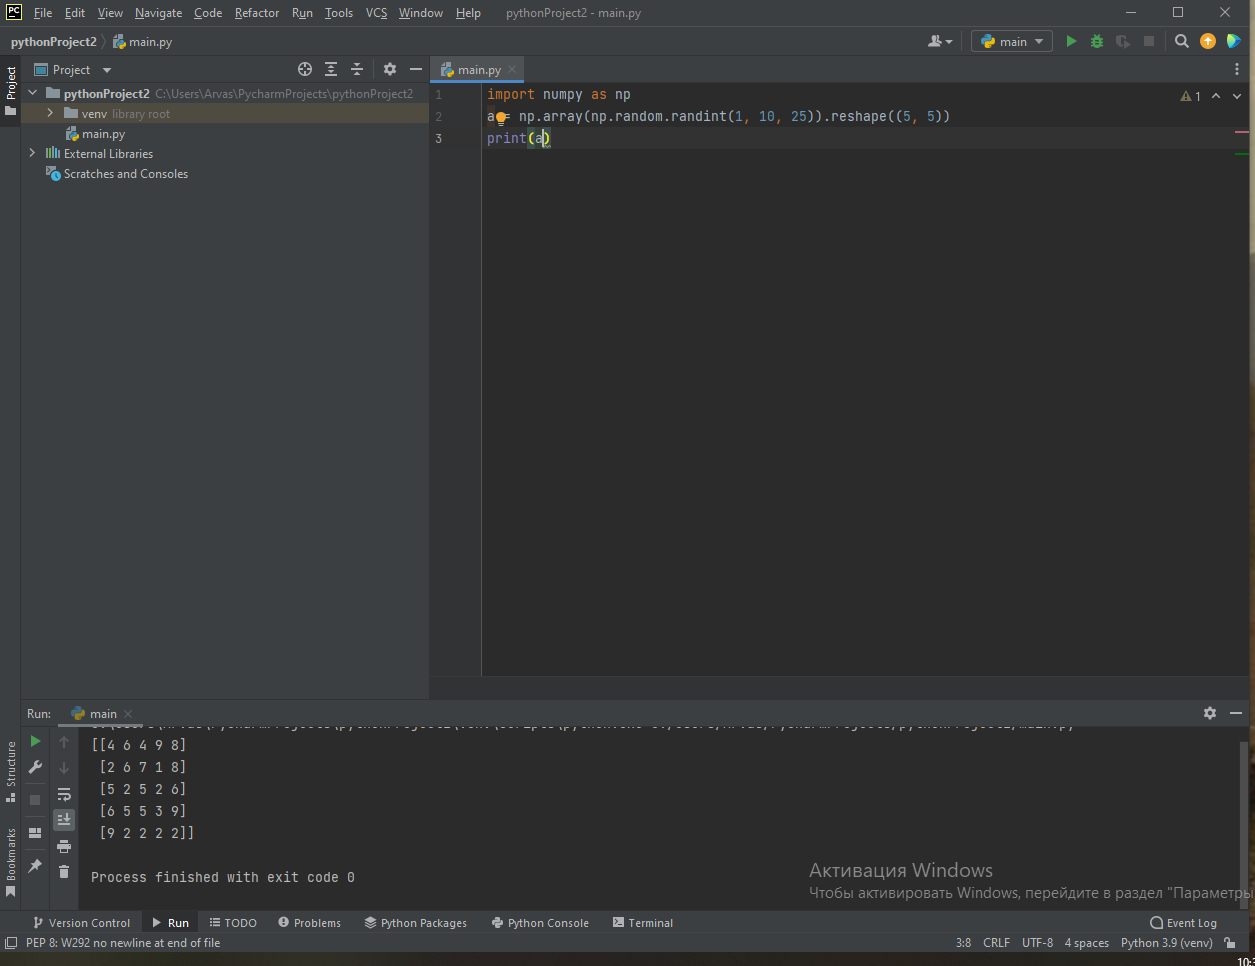 PC File Edit View Navigate Code Refactor Run Tools VCS Window Help pythonProject2 - main.py
pythonProject2 main.py main
Project
Project
main.py
pythonProject2 C:\Users\Arvas\PycharmProjects\pythonProject2
venv library root
main.py
External Libraries
Scratches and Consoles
1 import numpy as np
2 a = np.array(np.random.randint(1, 10, 25)).reshape((5, 5))
3 print(a)
1
Run: main
[[4 6 4 9 8]
[2 6 7 1 8]
[5 2 5 2 6]
[6 5 5 3 9]
[9 2 2 2 2]]
Process finished with exit code 0
Structure
Bookmarks
Активация Windows
Чтобы активировать Windows, перейдите в раздел "Параметры
Version Control Run TODO Problems Python Packages Python Console Terminal Event Log
PEP 8: W292 no newline at end of file 3:8 CRLF UTF-8 4 spaces Python 3.9 (venv)